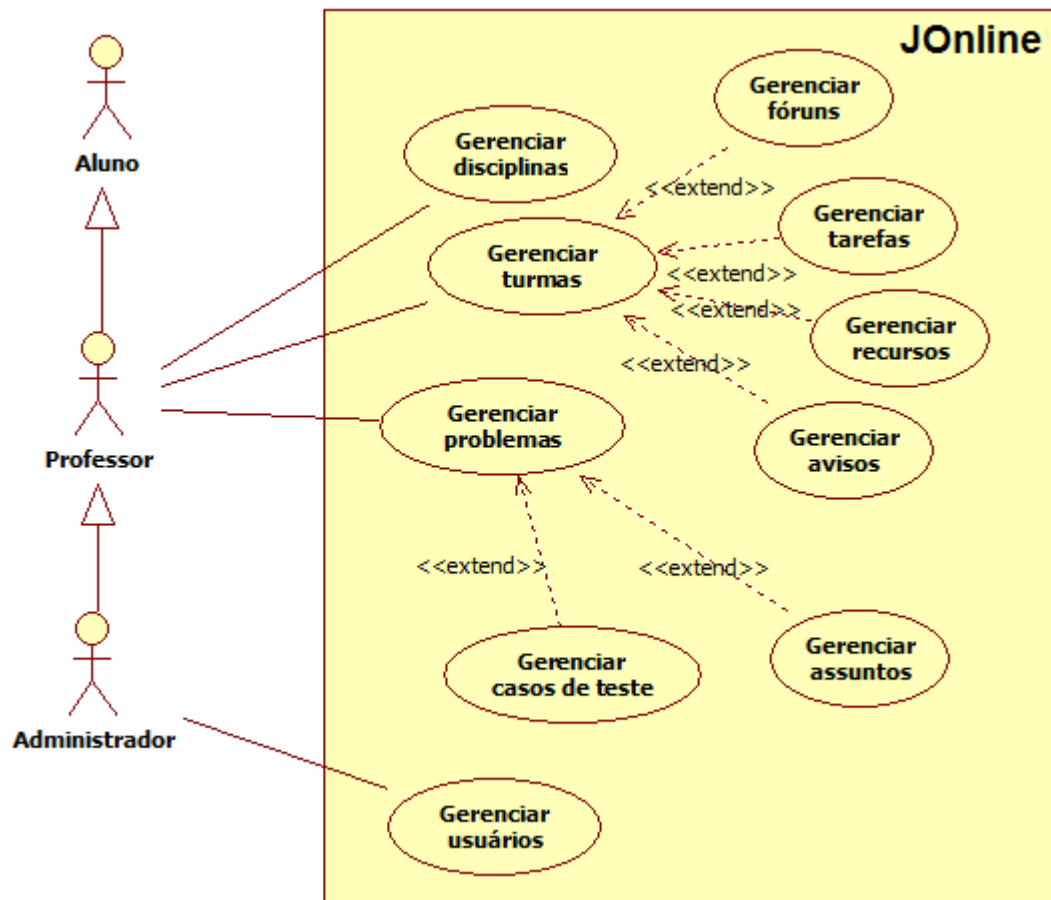 JOnline
Aluno
Gerenciar
fóruns
Gerenciar
disciplinas
<<extend>>
Gerenciar
tarefas
Gerenciar
turmas
<<extend>>
<<extend>>
Gerenciar
recursos
<<extend>>
Professor
Gerenciar
problemas
Gerenciar
avisos
<<extend>>
<<extend>>
Gerenciar
casos de teste
Gerenciar
assuntos
Administrador
Gerenciar
usuários